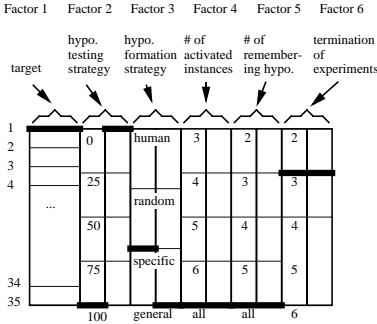 Factor 1 Factor 2 Factor 3 Factor 4 Factor 5 Factor 6
target
hypo.
testing
strategy
hypo.
formation
strategy
# of
activated
instances
# of
remember-
ing hypo.
termination
of
experiments
1 0 human 3 2 2
2
3
4 25 4 3 3
... random
50 5 4 4
75 specific 6 5 5
34
35 100 general all all 6